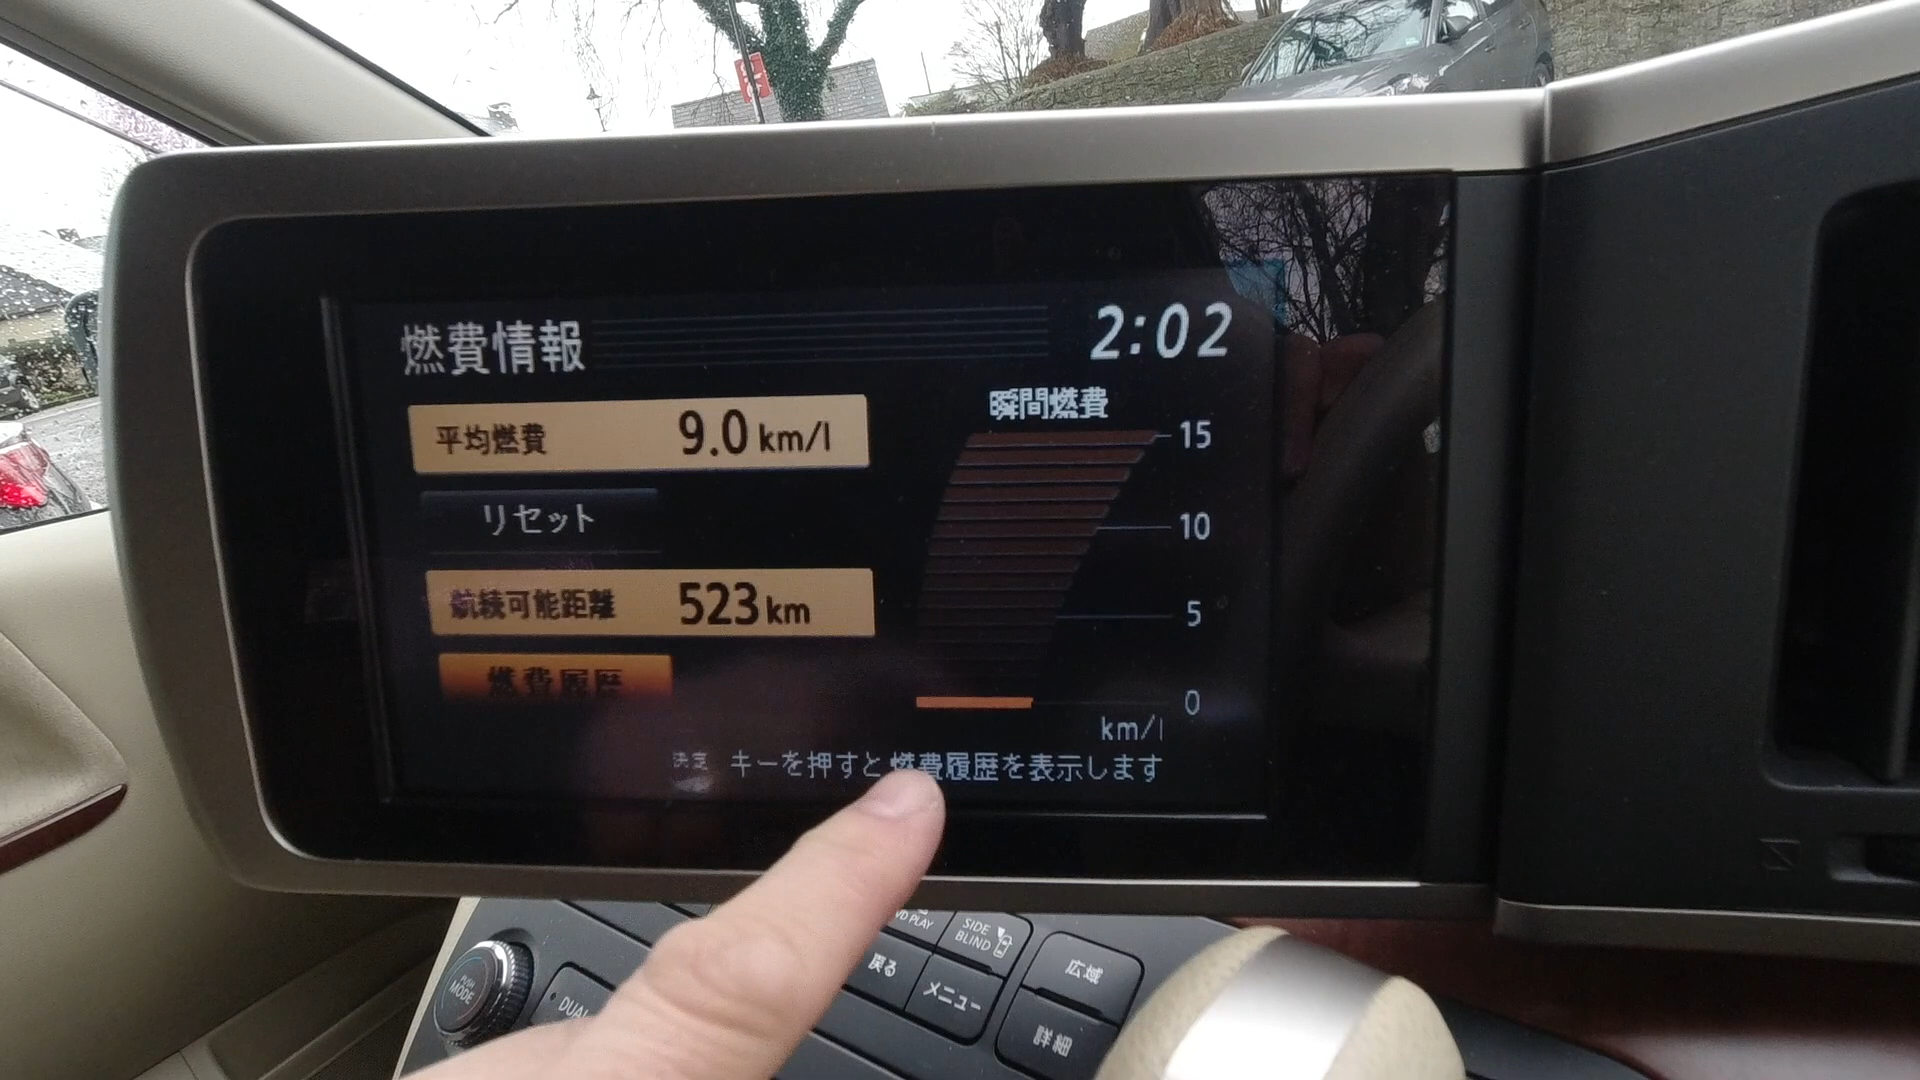 燃費情報 2:02
平均燃費 9.0 km/l
リセット
航続可能距離 523 km
燃費履歴
瞬間燃費
15
10
5
0
km/l
決定 キーを押すと燃費履歴を表示します
PUSH
MODE
DUAL
PLAY
SIDE
BLIND
戻る
メニュー
広域
詳細